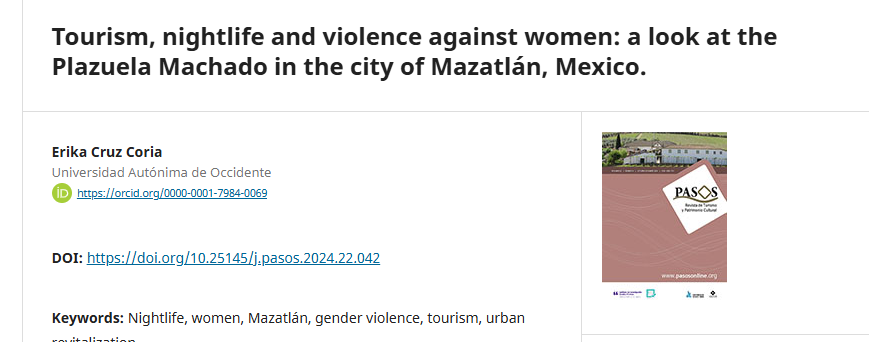 Tourism, nightlife and violence against women: a look at the
Plazuela Machado in the city of Mazatlán, Mexico.
Erika Cruz Coria
Universidad Autónima de Occidente
iD https://orcid.org/0000-0001-7984-0069
DOI: https://doi.org/10.25145/j.pasos.2024.22.042
Keywords: Nightlife, women, Mazatlán, gender violence, tourism, urban
revitalization
PASOS
Revista de Turismo
y Patrimonio Cultural
www.pasosonline.org